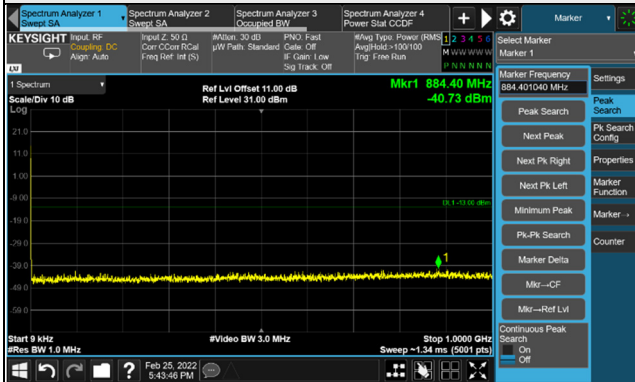 Spectrum Analyzer 1
Swept SA
Spectrum Analyzer 2
Swept SA
Spectrum Analyzer 3
Occupied BW
Spectrum Analyzer 4
Power Stat CCDF
Marker
KEYSIGHT
Input: RF
Coupling: DC
Align: Auto
Input Z: 50 Ω
Corr CCorr RCal
Freq Ref: Int (S)
#Atten: 30 dB
µW Path: Standard
PNO: Fast
Gate: Off
IF Gain: Low
Sig Track: Off
#Avg Type: Power (RMS
Avg|Hold:>100/100
Trig: Free Run
1 2 3 4 5 6
M W W W W W
P N N N N N
LU
Select Marker
Marker 1
1 Spectrum
Scale/Div 10 dB
Log
Ref Lvl Offset 11.00 dB
Ref Level 31.00 dBm
Mkr1 884.40 MHz
-40.73 dBm
21.0
11.0
1.00
-9.00
-19.0
-29.0
-39.0
-49.0
-59.0
DL1 -13.00 dBm
1
Start 9 kHz
#Res BW 1.0 MHz
#Video BW 3.0 MHz
Stop 1.0000 GHz
Sweep ~1.34 ms (5001 pts)
Marker Frequency
884.401040 MHz
Peak Search
Next Peak
Next Pk Right
Next Pk Left
Minimum Peak
Pk-Pk Search
Marker Delta
Mkr→CF
Mkr→Ref Lvl
Continuous Peak
Search
On
Off
Settings
Peak
Search
Pk Search
Config
Properties
Marker
Function
Marker→
Counter
?
Feb 25, 2022
5:43:46 PM